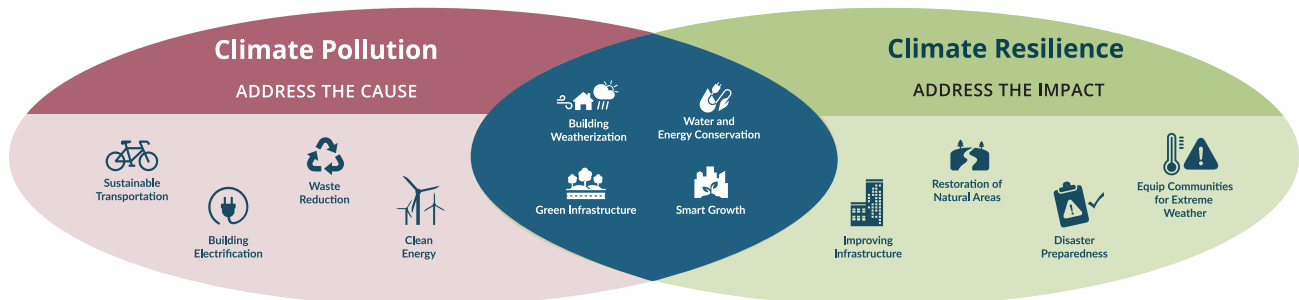 Climate Pollution
ADDRESS THE CAUSE
Sustainable
Transportation
Building
Electrification
Waste
Reduction
Clean
Energy
Building
Weatherization
Water and
Energy Conservation
Green Infrastructure
Smart Growth
Climate Resilience
ADDRESS THE IMPACT
Improving
Infrastructure
Restoration of
Natural Areas
Disaster
Preparedness
Equip Communities
for Extreme
Weather